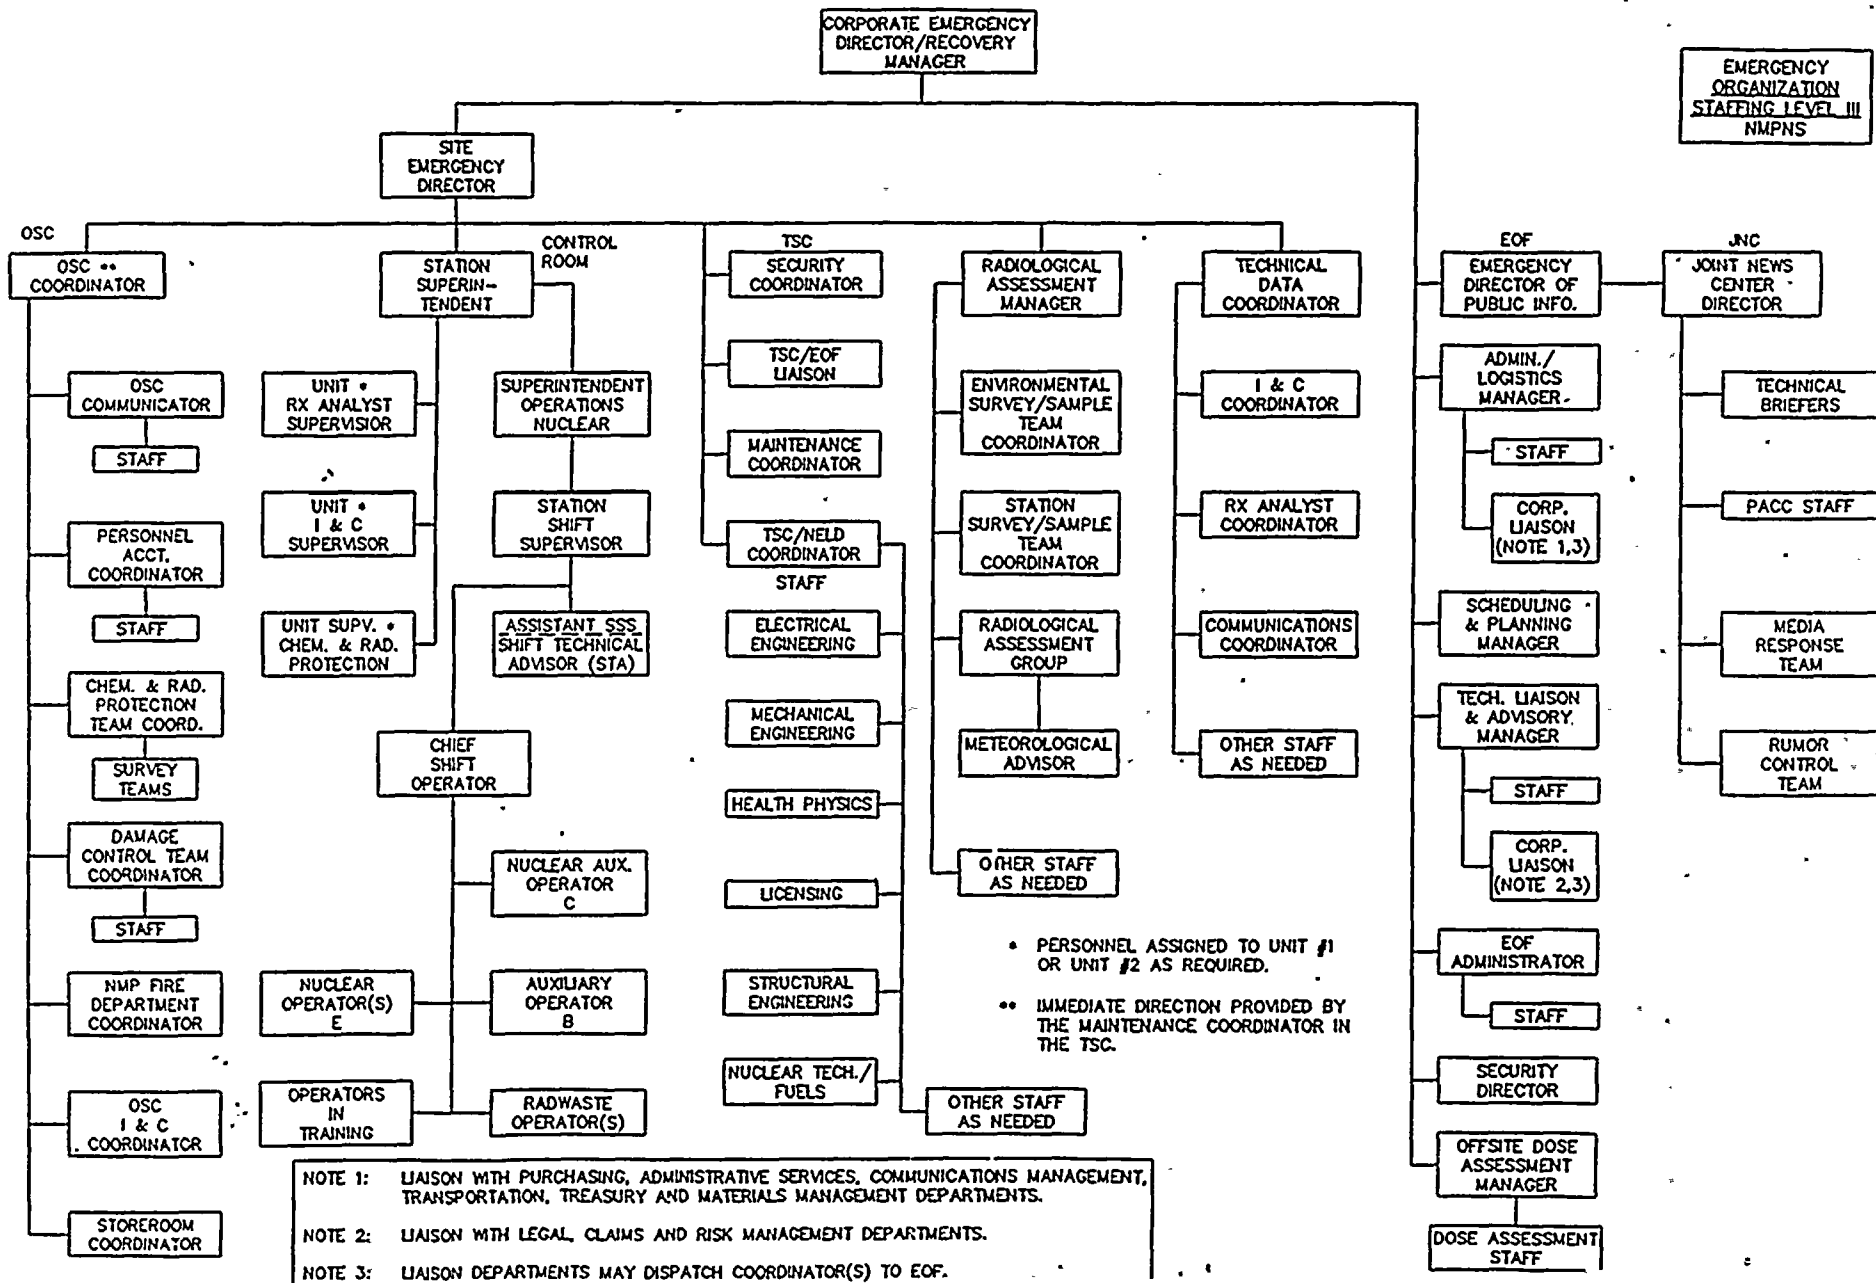 CORPORATE EMERGENCY
DIRECTOR/RECOVERY
MANAGER
EMERGENCY
ORGANIZATION
STAFFING LEVEL III
NMPNS
SITE
EMERGENCY
DIRECTOR
OSC
OSC **
COORDINATOR
OSC
COMMUNICATOR
STAFF
PERSONNEL
ACCT.
COORDINATOR
STAFF
CHEM. & RAD.
PROTECTION
TEAM COORD.
SURVEY
TEAMS
DAMAGE
CONTROL TEAM
COORDINATOR
STAFF
NMP FIRE
DEPARTMENT
COORDINATOR
OSC
I & C
COORDINATOR
STOREROOM
COORDINATOR
CONTROL
ROOM
STATION
SUPERIN-
TENDENT
UNIT *
RX ANALYST
SUPERVISIOR
UNIT *
I & C
SUPERVISOR
UNIT SUPV. *
CHEM. & RAD.
PROTECTION
SUPERINTENDENT
OPERATIONS
NUCLEAR
STATION
SHIFT
SUPERVISOR
ASSISTANT SSS
SHIFT TECHNICAL
ADVISOR (STA)
CHIEF
SHIFT
OPERATOR
NUCLEAR AUX.
OPERATOR
C
NUCLEAR
OPERATOR(S)
E
AUXILIARY
OPERATOR
B
OPERATORS
IN
TRAINING
RADWASTE
OPERATOR(S)
TSC
SECURITY
COORDINATOR
TSC/EOF
LIAISON
MAINTENANCE
COORDINATOR
TSC/NELD
COORDINATOR
STAFF
ELECTRICAL
ENGINEERING
MECHANICAL
ENGINEERING
HEALTH PHYSICS
LICENSING
STRUCTURAL
ENGINEERING
NUCLEAR TECH./
FUELS
OTHER STAFF
AS NEEDED
RADIOLOGICAL
ASSESSMENT
MANAGER
ENVIRONMENTAL
SURVEY/SAMPLE
TEAM
COORDINATOR
STATION
SURVEY/SAMPLE
TEAM
COORDINATOR
RADIOLOGICAL
ASSESSMENT
GROUP
METEOROLOGICAL
ADVISOR
OTHER STAFF
AS NEEDED
TECHNICAL
DATA
COORDINATOR
I & C
COORDINATOR
RX ANALYST
COORDINATOR
COMMUNICATIONS
COORDINATOR
OTHER STAFF
AS NEEDED
* PERSONNEL ASSIGNED TO UNIT #1
OR UNIT #2 AS REQUIRED.
** IMMEDIATE DIRECTION PROVIDED BY
THE MAINTENANCE COORDINATOR IN
THE TSC.
EOF
EMERGENCY
DIRECTOR OF
PUBLIC INFO.
ADMIN./
LOGISTICS
MANAGER
STAFF
CORP.
LIAISON
(NOTE 1,3)
SCHEDULING
& PLANNING
MANAGER
TECH. LIAISON
& ADVISORY
MANAGER
STAFF
CORP.
LIAISON
(NOTE 2,3)
EOF
ADMINISTRATOR
STAFF
SECURITY
DIRECTOR
OFFSITE DOSE
ASSESSMENT
MANAGER
DOSE ASSESSMENT
STAFF
JNC
JOINT NEWS
CENTER
DIRECTOR
TECHNICAL
BRIEFERS
PACC STAFF
MEDIA
RESPONSE
TEAM
RUMOR
CONTROL
TEAM
NOTE 1: LIAISON WITH PURCHASING, ADMINISTRATIVE SERVICES, COMMUNICATIONS MANAGEMENT,
TRANSPORTATION, TREASURY AND MATERIALS MANAGEMENT DEPARTMENTS.
NOTE 2: LIAISON WITH LEGAL, CLAIMS AND RISK MANAGEMENT DEPARTMENTS.
NOTE 3: LIAISON DEPARTMENTS MAY DISPATCH COORDINATOR(S) TO EOF.